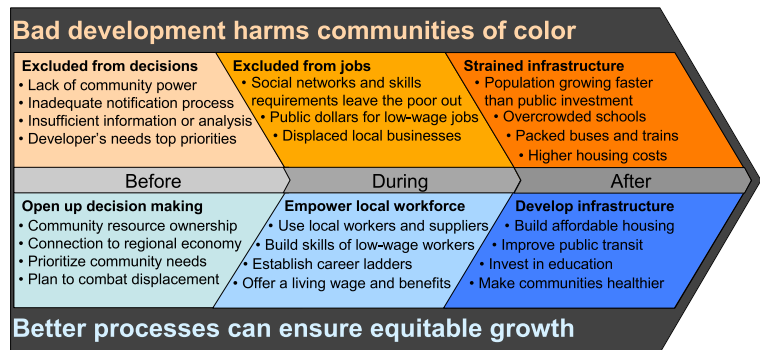 Bad development harms communities of color
Excluded from decisions
• Lack of community power
• Inadequate notification process
• Insufficient information or analysis
• Developer's needs top priorities
Excluded from jobs
• Social networks and skills
requirements leave the poor out
• Public dollars for low-wage jobs
• Displaced local businesses
Strained infrastructure
• Population growing faster
than public investment
• Overcrowded schools
• Packed buses and trains
• Higher housing costs
Before
During
After
Open up decision making
• Community resource ownership
• Connection to regional economy
• Prioritize community needs
• Plan to combat displacement
Empower local workforce
• Use local workers and suppliers
• Build skills of low-wage workers
• Establish career ladders
• Offer a living wage and benefits
Develop infrastructure
• Build affordable housing
• Improve public transit
• Invest in education
• Make communities healthier
Better processes can ensure equitable growth